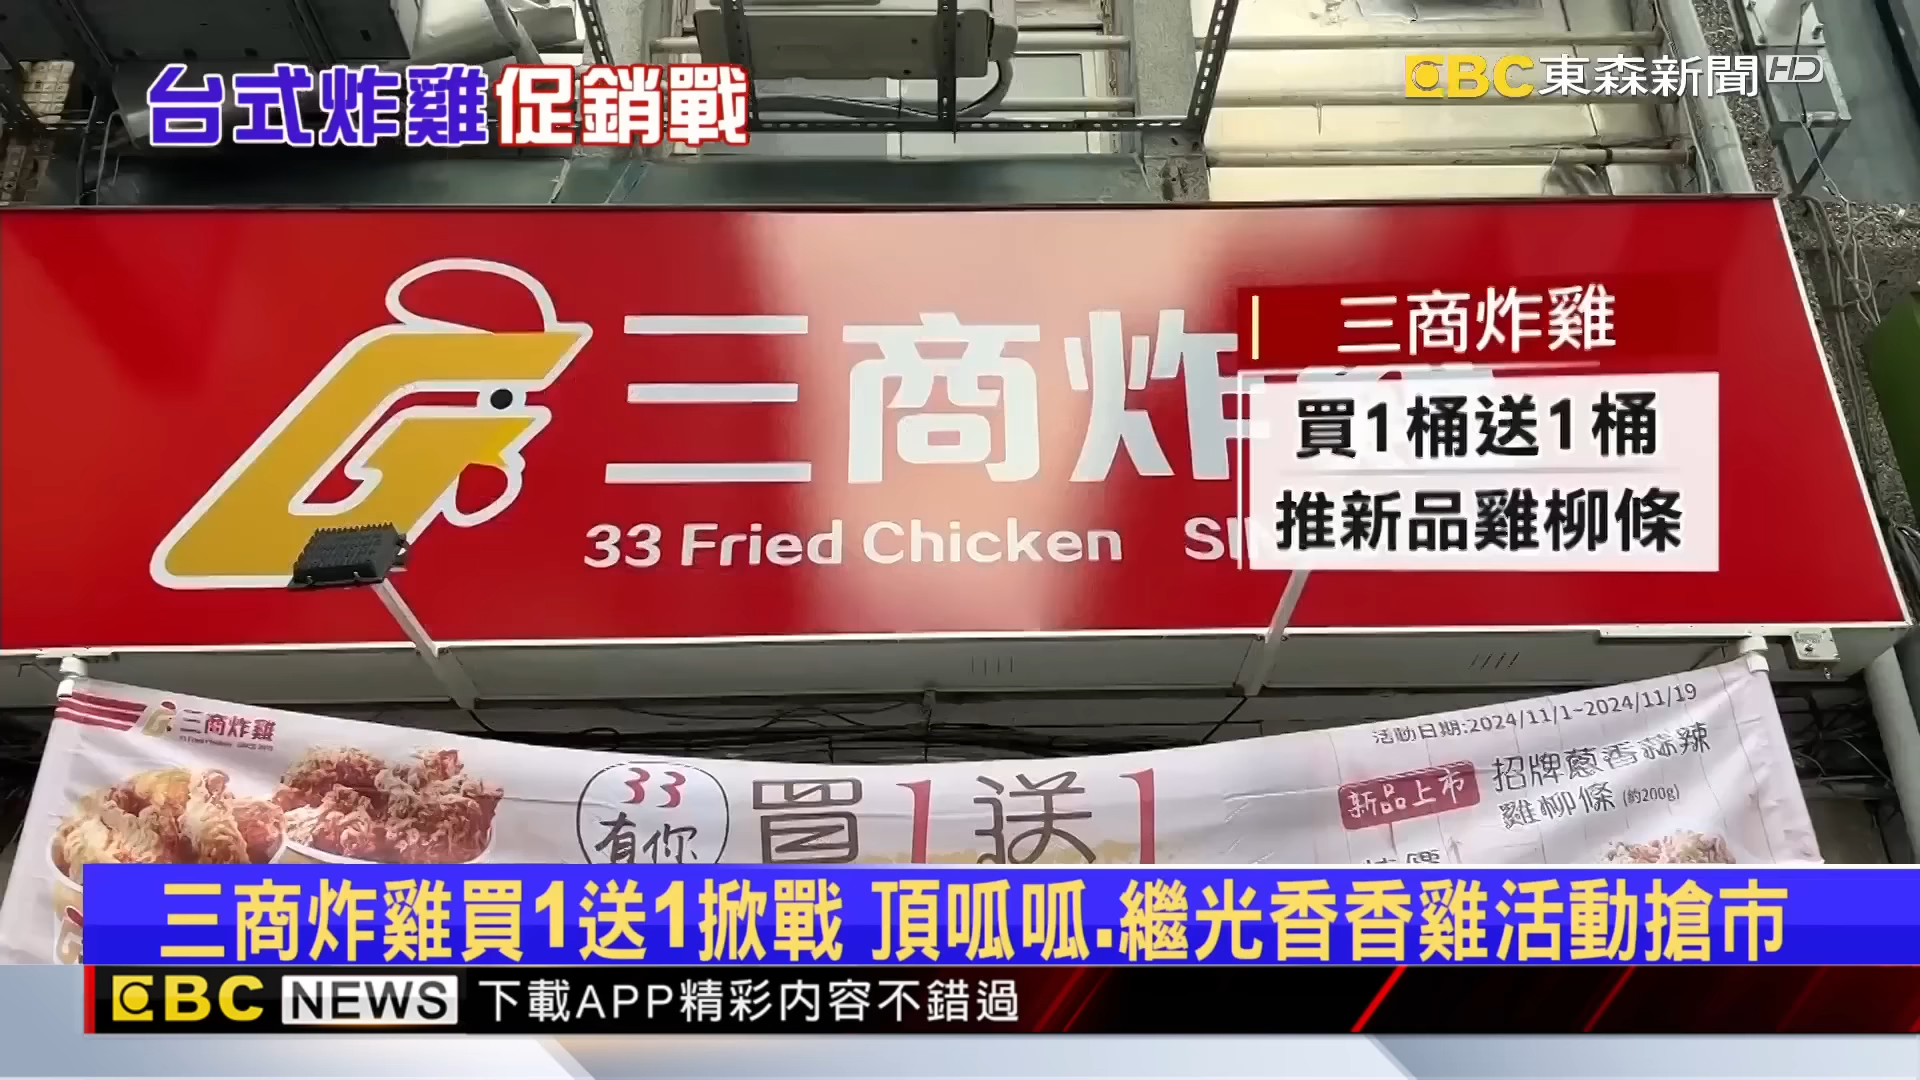 台式炸雞促銷戰
EBC東森新聞HD
三商炸
33 Fried Chicken
三商炸雞
買1桶送1桶
推新品雞柳條
三商炸雞
33有你
買1送1
活動日期:2024/11/1~2024/11/19
新品上市
招牌蔥香蒜辣
雞柳條(約200g)
三商炸雞買1送1掀戰 頂呱呱.繼光香香雞活動搶市
EBC NEWS 下載APP精彩內容不錯過